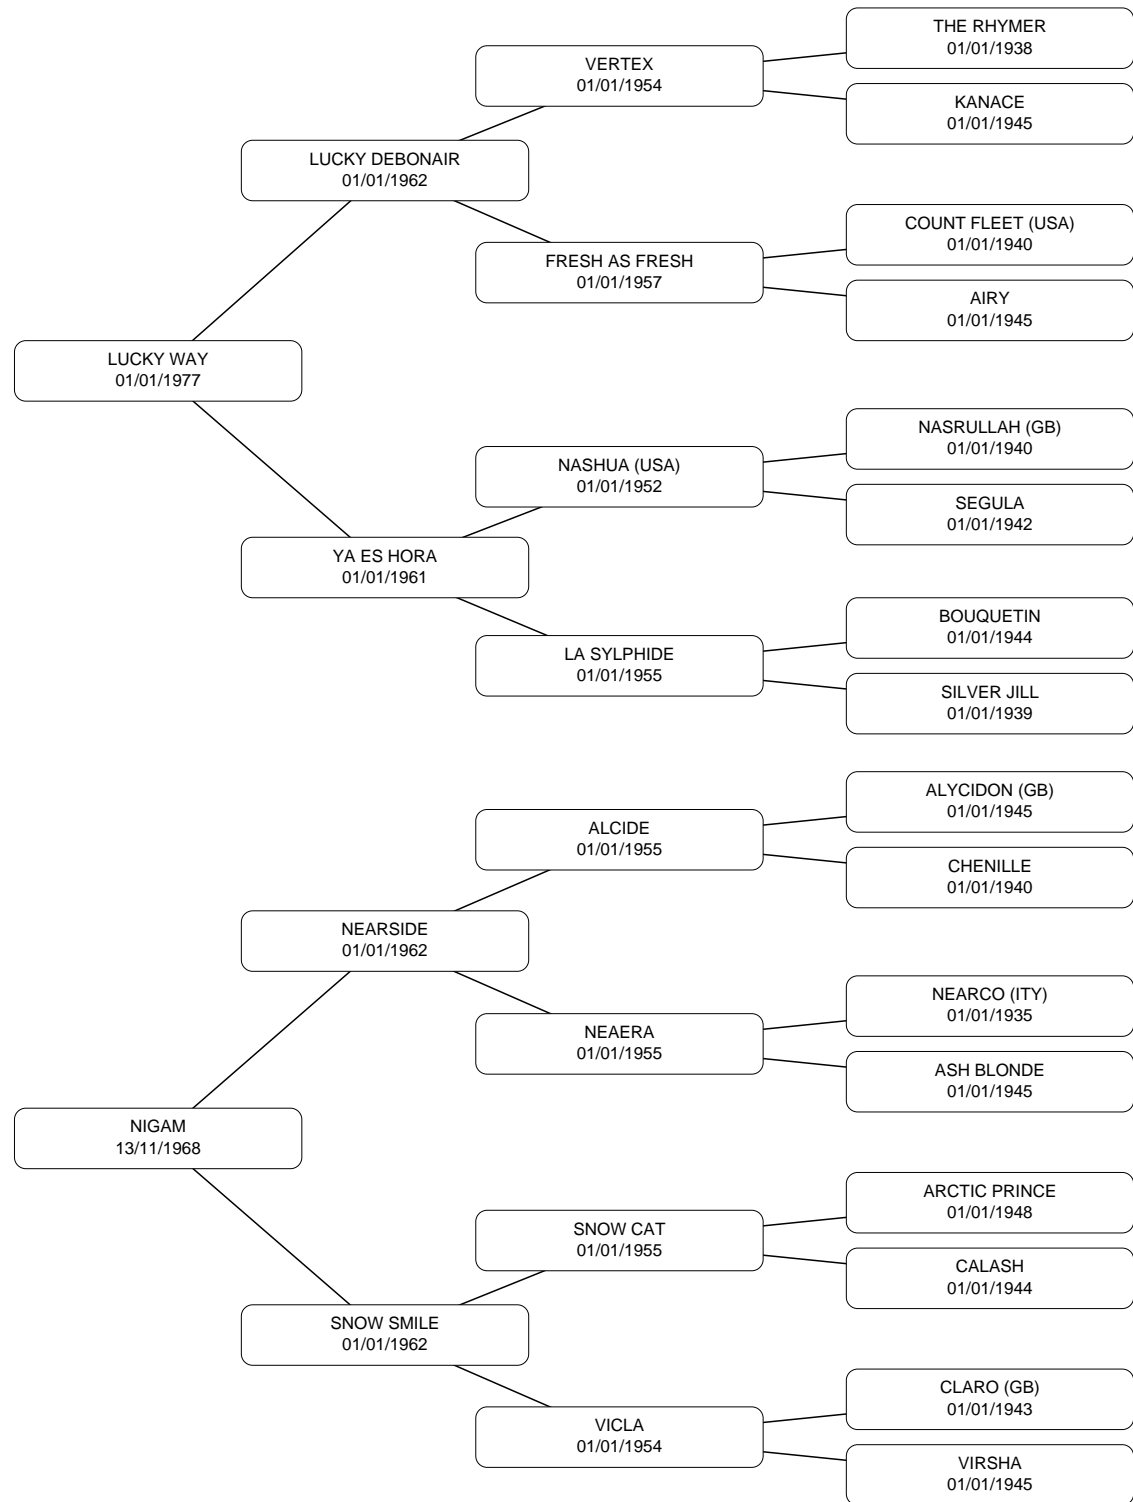 THE RHYMER
01/01/1938
VERTEX
01/01/1954
KANACE
01/01/1945
LUCKY DEBONAIR
01/01/1962
COUNT FLEET (USA)
01/01/1940
FRESH AS FRESH
01/01/1957
AIRY
01/01/1945
LUCKY WAY
01/01/1977
NASRULLAH (GB)
01/01/1940
NASHUA (USA)
01/01/1952
SEGULA
01/01/1942
YA ES HORA
01/01/1961
BOUQUETIN
01/01/1944
LA SYLPHIDE
01/01/1955
SILVER JILL
01/01/1939
ALYCIDON (GB)
01/01/1945
ALCIDE
01/01/1955
CHENILLE
01/01/1940
NEARSIDE
01/01/1962
NEARCO (ITY)
01/01/1935
NEAERA
01/01/1955
ASH BLONDE
01/01/1945
NIGAM
13/11/1968
ARCTIC PRINCE
01/01/1948
SNOW CAT
01/01/1955
CALASH
01/01/1944
SNOW SMILE
01/01/1962
CLARO (GB)
01/01/1943
VICLA
01/01/1954
VIRSHA
01/01/1945